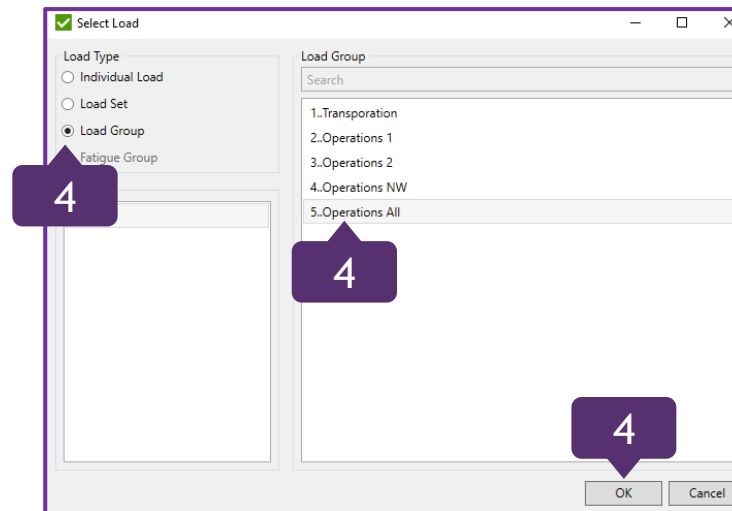 Select Load
Load Type
Individual Load
Load Set
Load Group
Fatigue Group
4
Load Group
Search
1..Transporation
2..Operations 1
3..Operations 2
4..Operations NW
5..Operations All
4
4
OK
Cancel